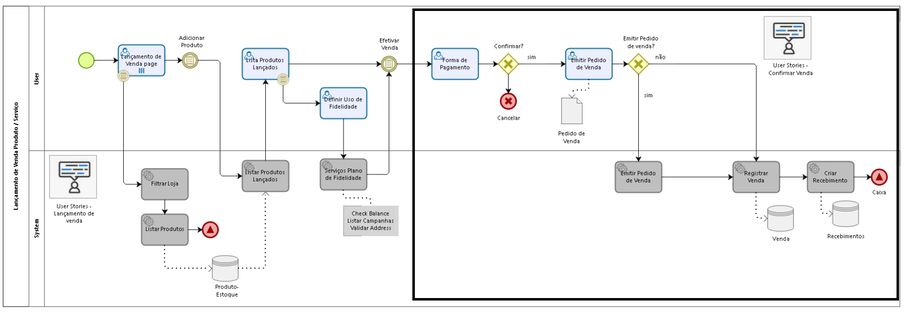 Lançamento de Venda Produto / Serviço
User
System
Lançamento de
Venda page
Adicionar
Produto
Lista Produtos
Lançados
Definir Uso de
Fidelidade
Efetivar
Venda
Forma de
Pagamento
Confirmar?
sim
Cancelar
Emitir Pedido
de Venda
Pedido de
Venda
Emitir Pedido
de venda?
não
sim
User Stories -
Confirmar Venda
User Stories -
Lançamento de
venda
Filtrar Loja
Listar Produtos
Produto-
Estoque
Listar Produtos
Lançados
Serviços Plano
de Fidelidade
Check Balance
Listar Campanhas
Validar Address
Emitir Pedido
de Venda
Registrar
Venda
Venda
Criar
Recebimento
Recebimentos
Caixa